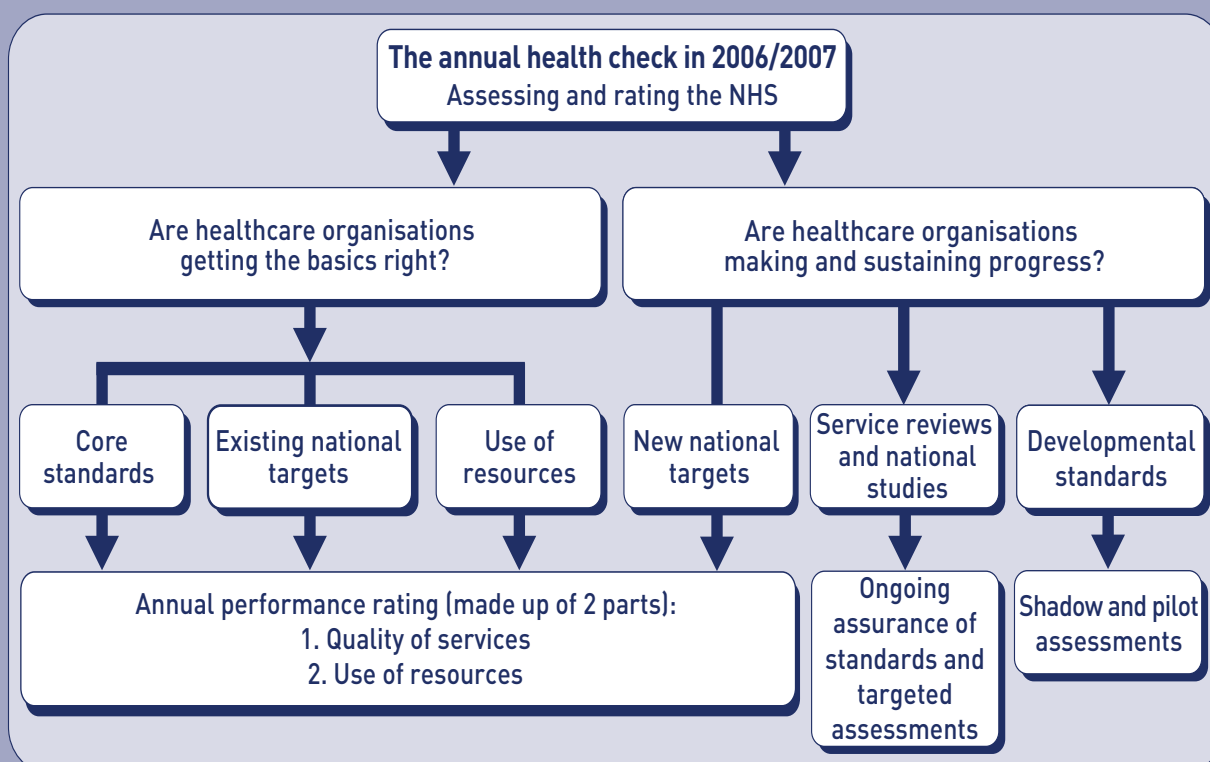 The annual health check in 2006/2007
Assessing and rating the NHS
Are healthcare organisations
getting the basics right?
Are healthcare organisations
making and sustaining progress?
Core
standards
Existing national
targets
Use of
resources
New national
targets
Service reviews
and national
studies
Developmental
standards
Annual performance rating (made up of 2 parts):
1. Quality of services
2. Use of resources
Ongoing
assurance of
standards and
targeted
assessments
Shadow and pilot
assessments